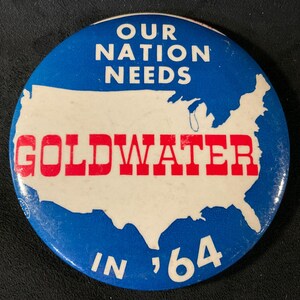 OUR
NATION
NEEDS
GOLDWATER
IN '64